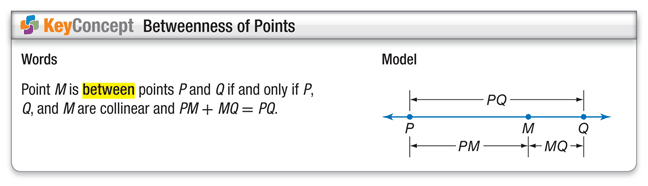 KeyConcept Betweenness of Points
Words
Point M is between points P and Q if and only if P,
Q, and M are collinear and PM + MQ = PQ.
Model
PQ
P M Q
PM MQ